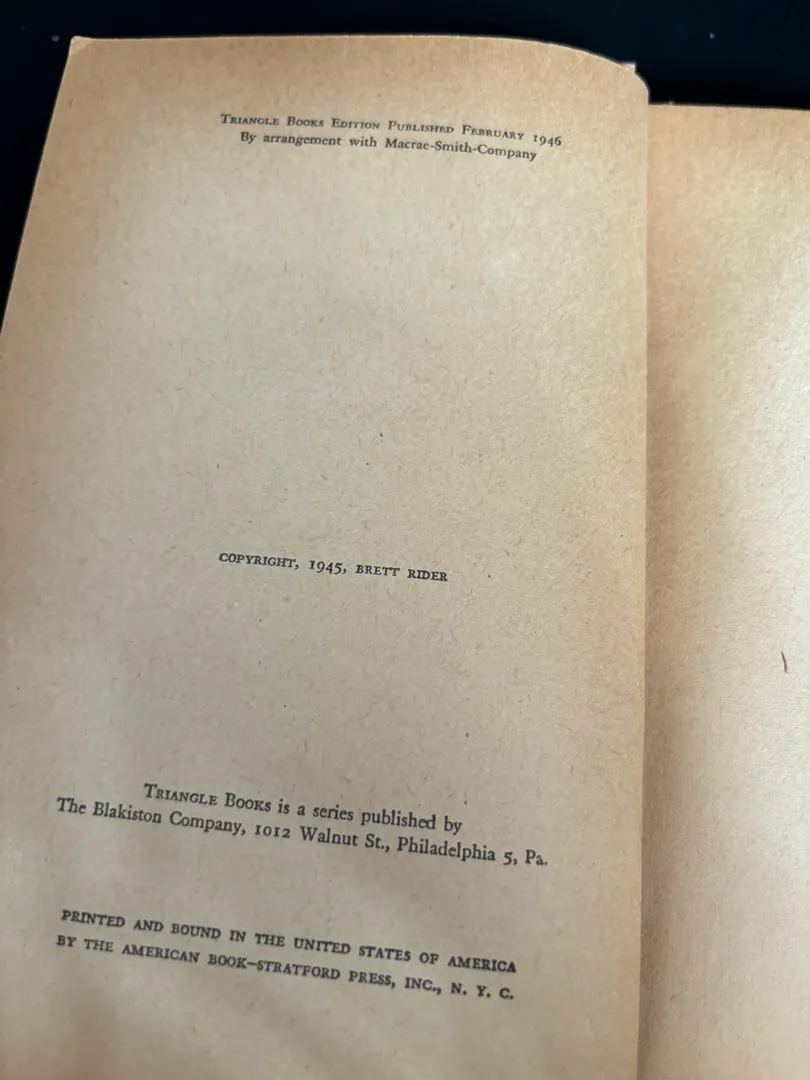 Triangle Books Edition Published February 1946
By arrangement with Macrae-Smith-Company
COPYRIGHT, 1945, BRETT RIDER
Triangle Books is a series published by
The Blakiston Company, 1012 Walnut St., Philadelphia 5, Pa.
PRINTED AND BOUND IN THE UNITED STATES OF AMERICA
BY THE AMERICAN BOOK–STRATFORD PRESS, INC., N. Y. C.